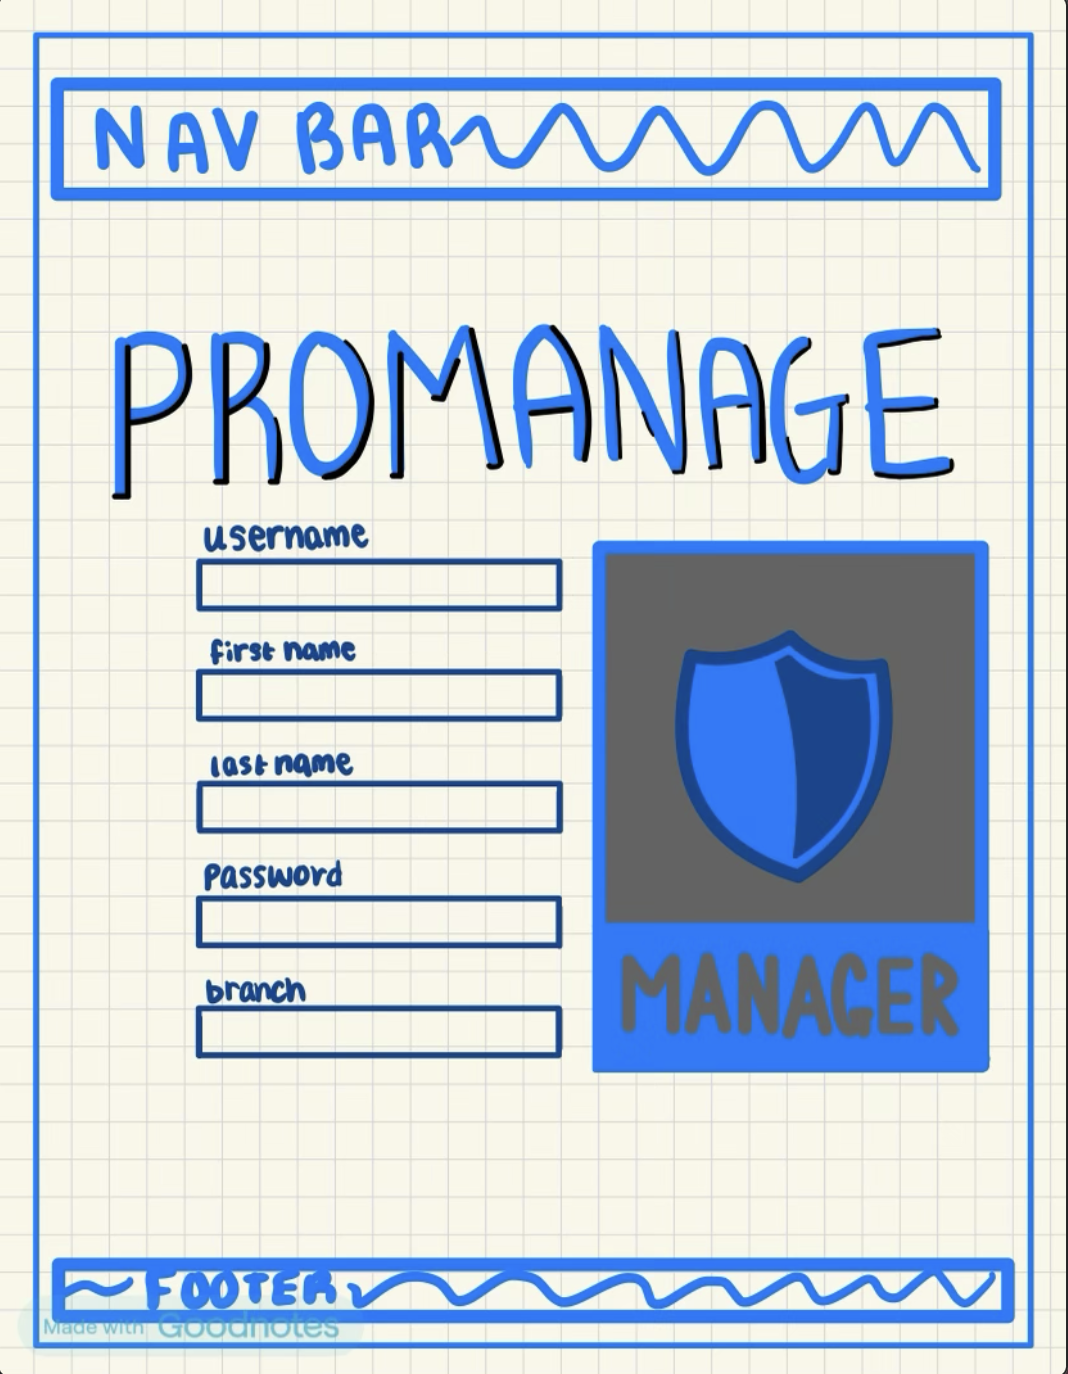 NAV BAR
PROMANAGE
username
first name
last name
password
branch
MANAGER
FOOTER
Made with Goodnotes